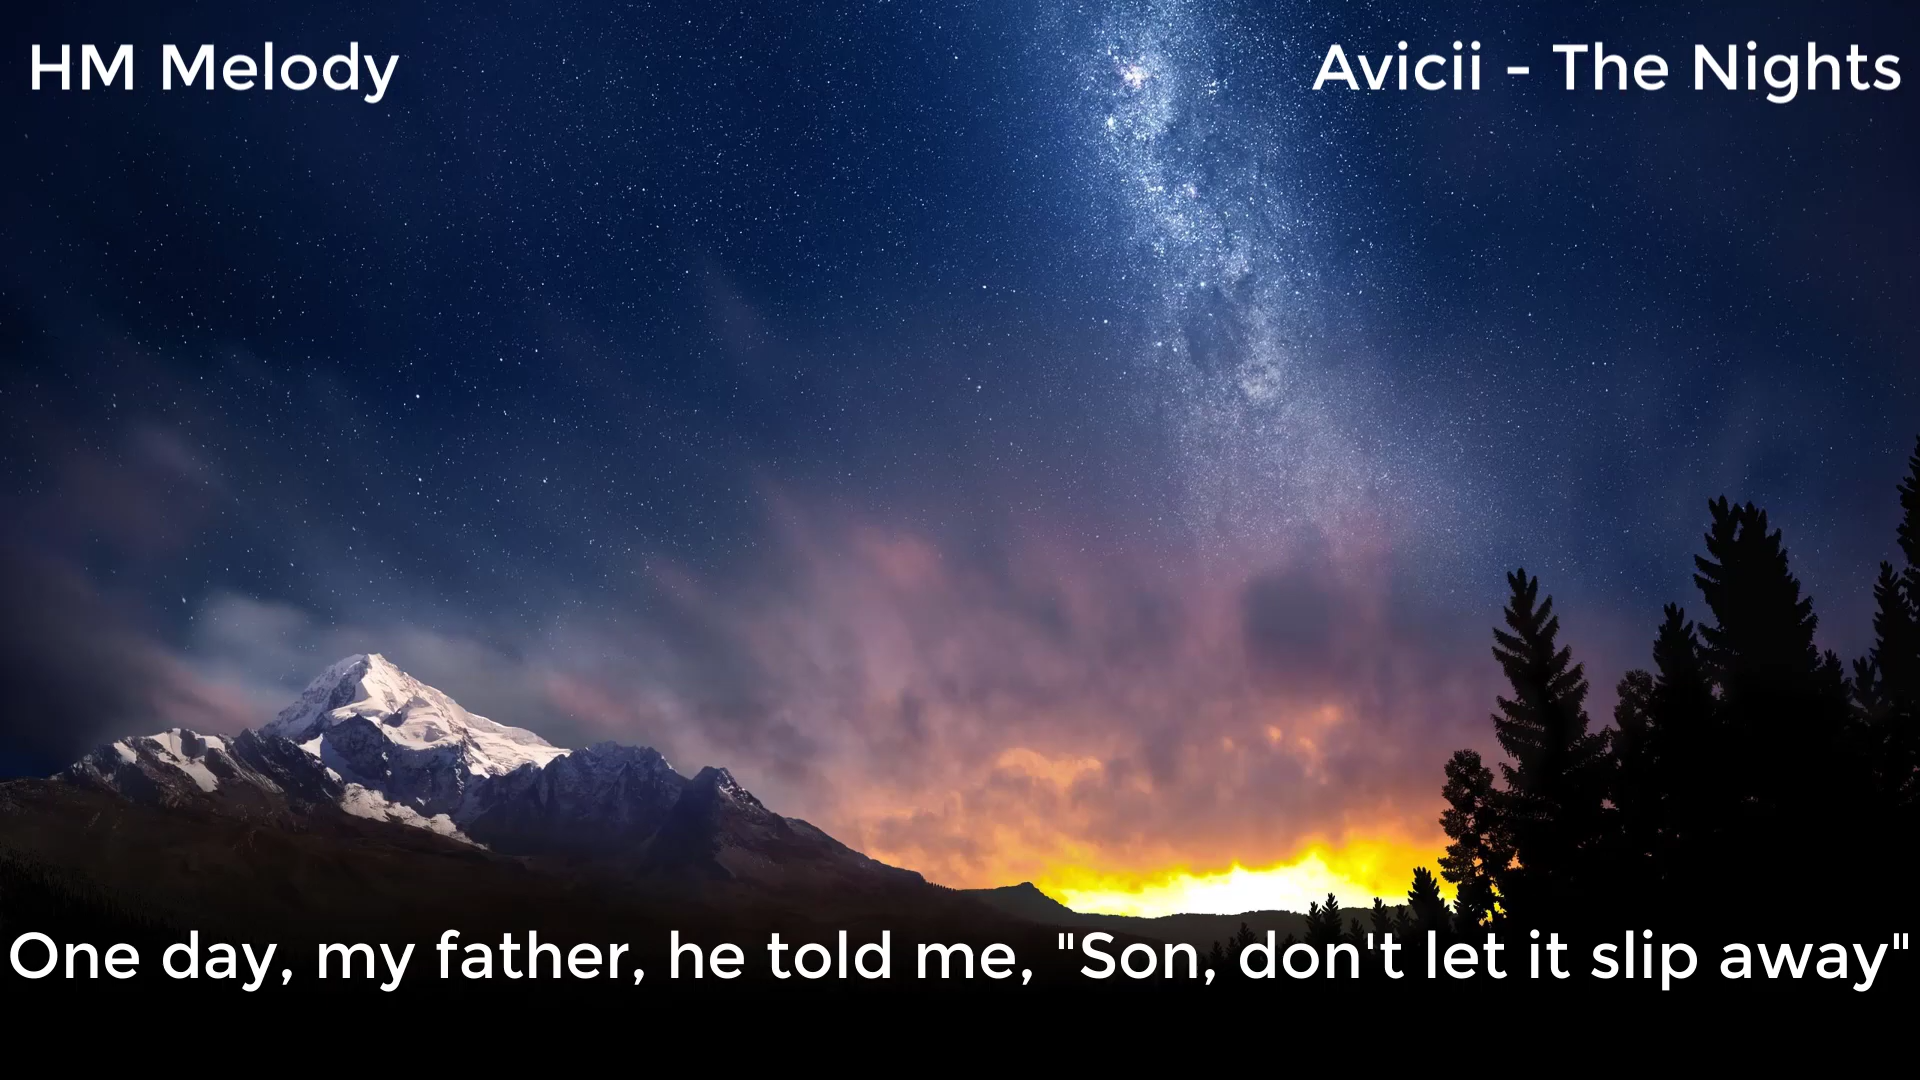 HM Melody
Avicii - The Nights
One day, my father, he told me, "Son, don't let it slip away"